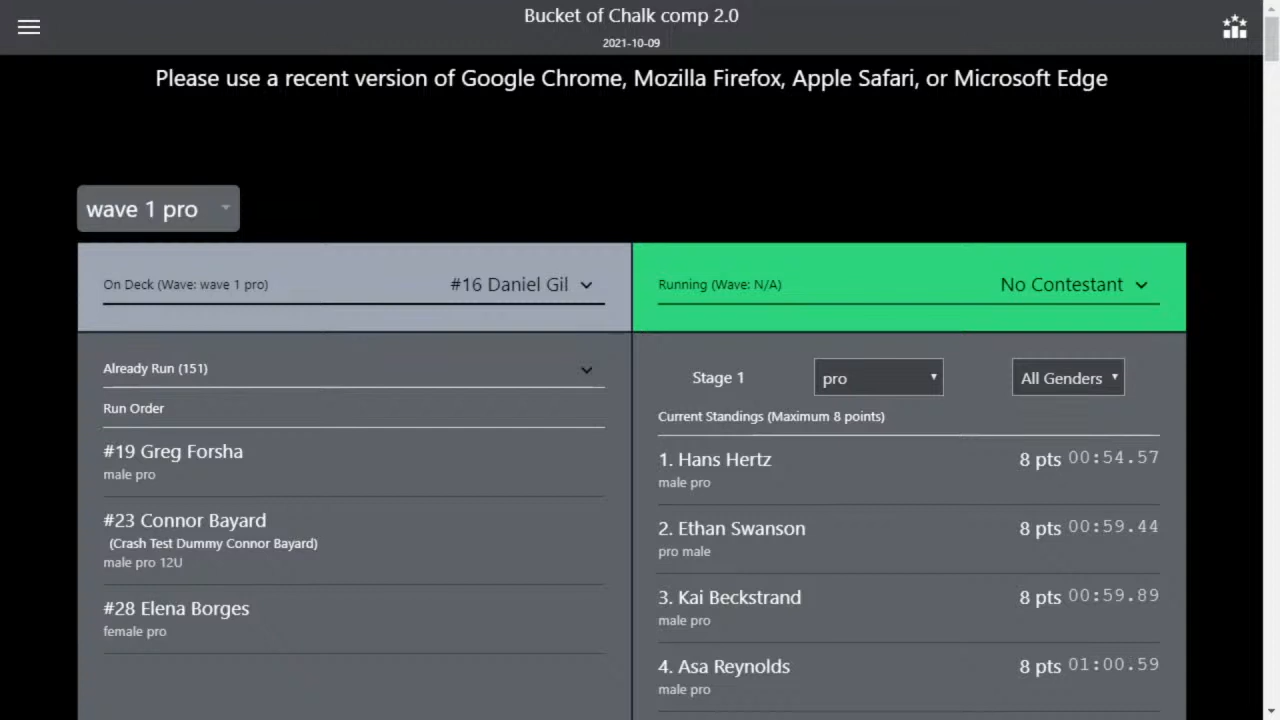 Bucket of Chalk comp 2.0
2021-10-09
Please use a recent version of Google Chrome, Mozilla Firefox, Apple Safari, or Microsoft Edge
wave 1 pro
On Deck (Wave: wave 1 pro)
#16 Daniel Gil
Already Run (151)
Run Order
#19 Greg Forsha
male pro
#23 Connor Bayard
(Crash Test Dummy Connor Bayard)
male pro 12U
#28 Elena Borges
female pro
Running (Wave: N/A)
No Contestant
Stage 1
pro
All Genders
Current Standings (Maximum 8 points)
1. Hans Hertz 8 pts 00:54.57
male pro
2. Ethan Swanson 8 pts 00:59.44
pro male
3. Kai Beckstrand 8 pts 00:59.89
male pro
4. Asa Reynolds 8 pts 01:00.59
male pro